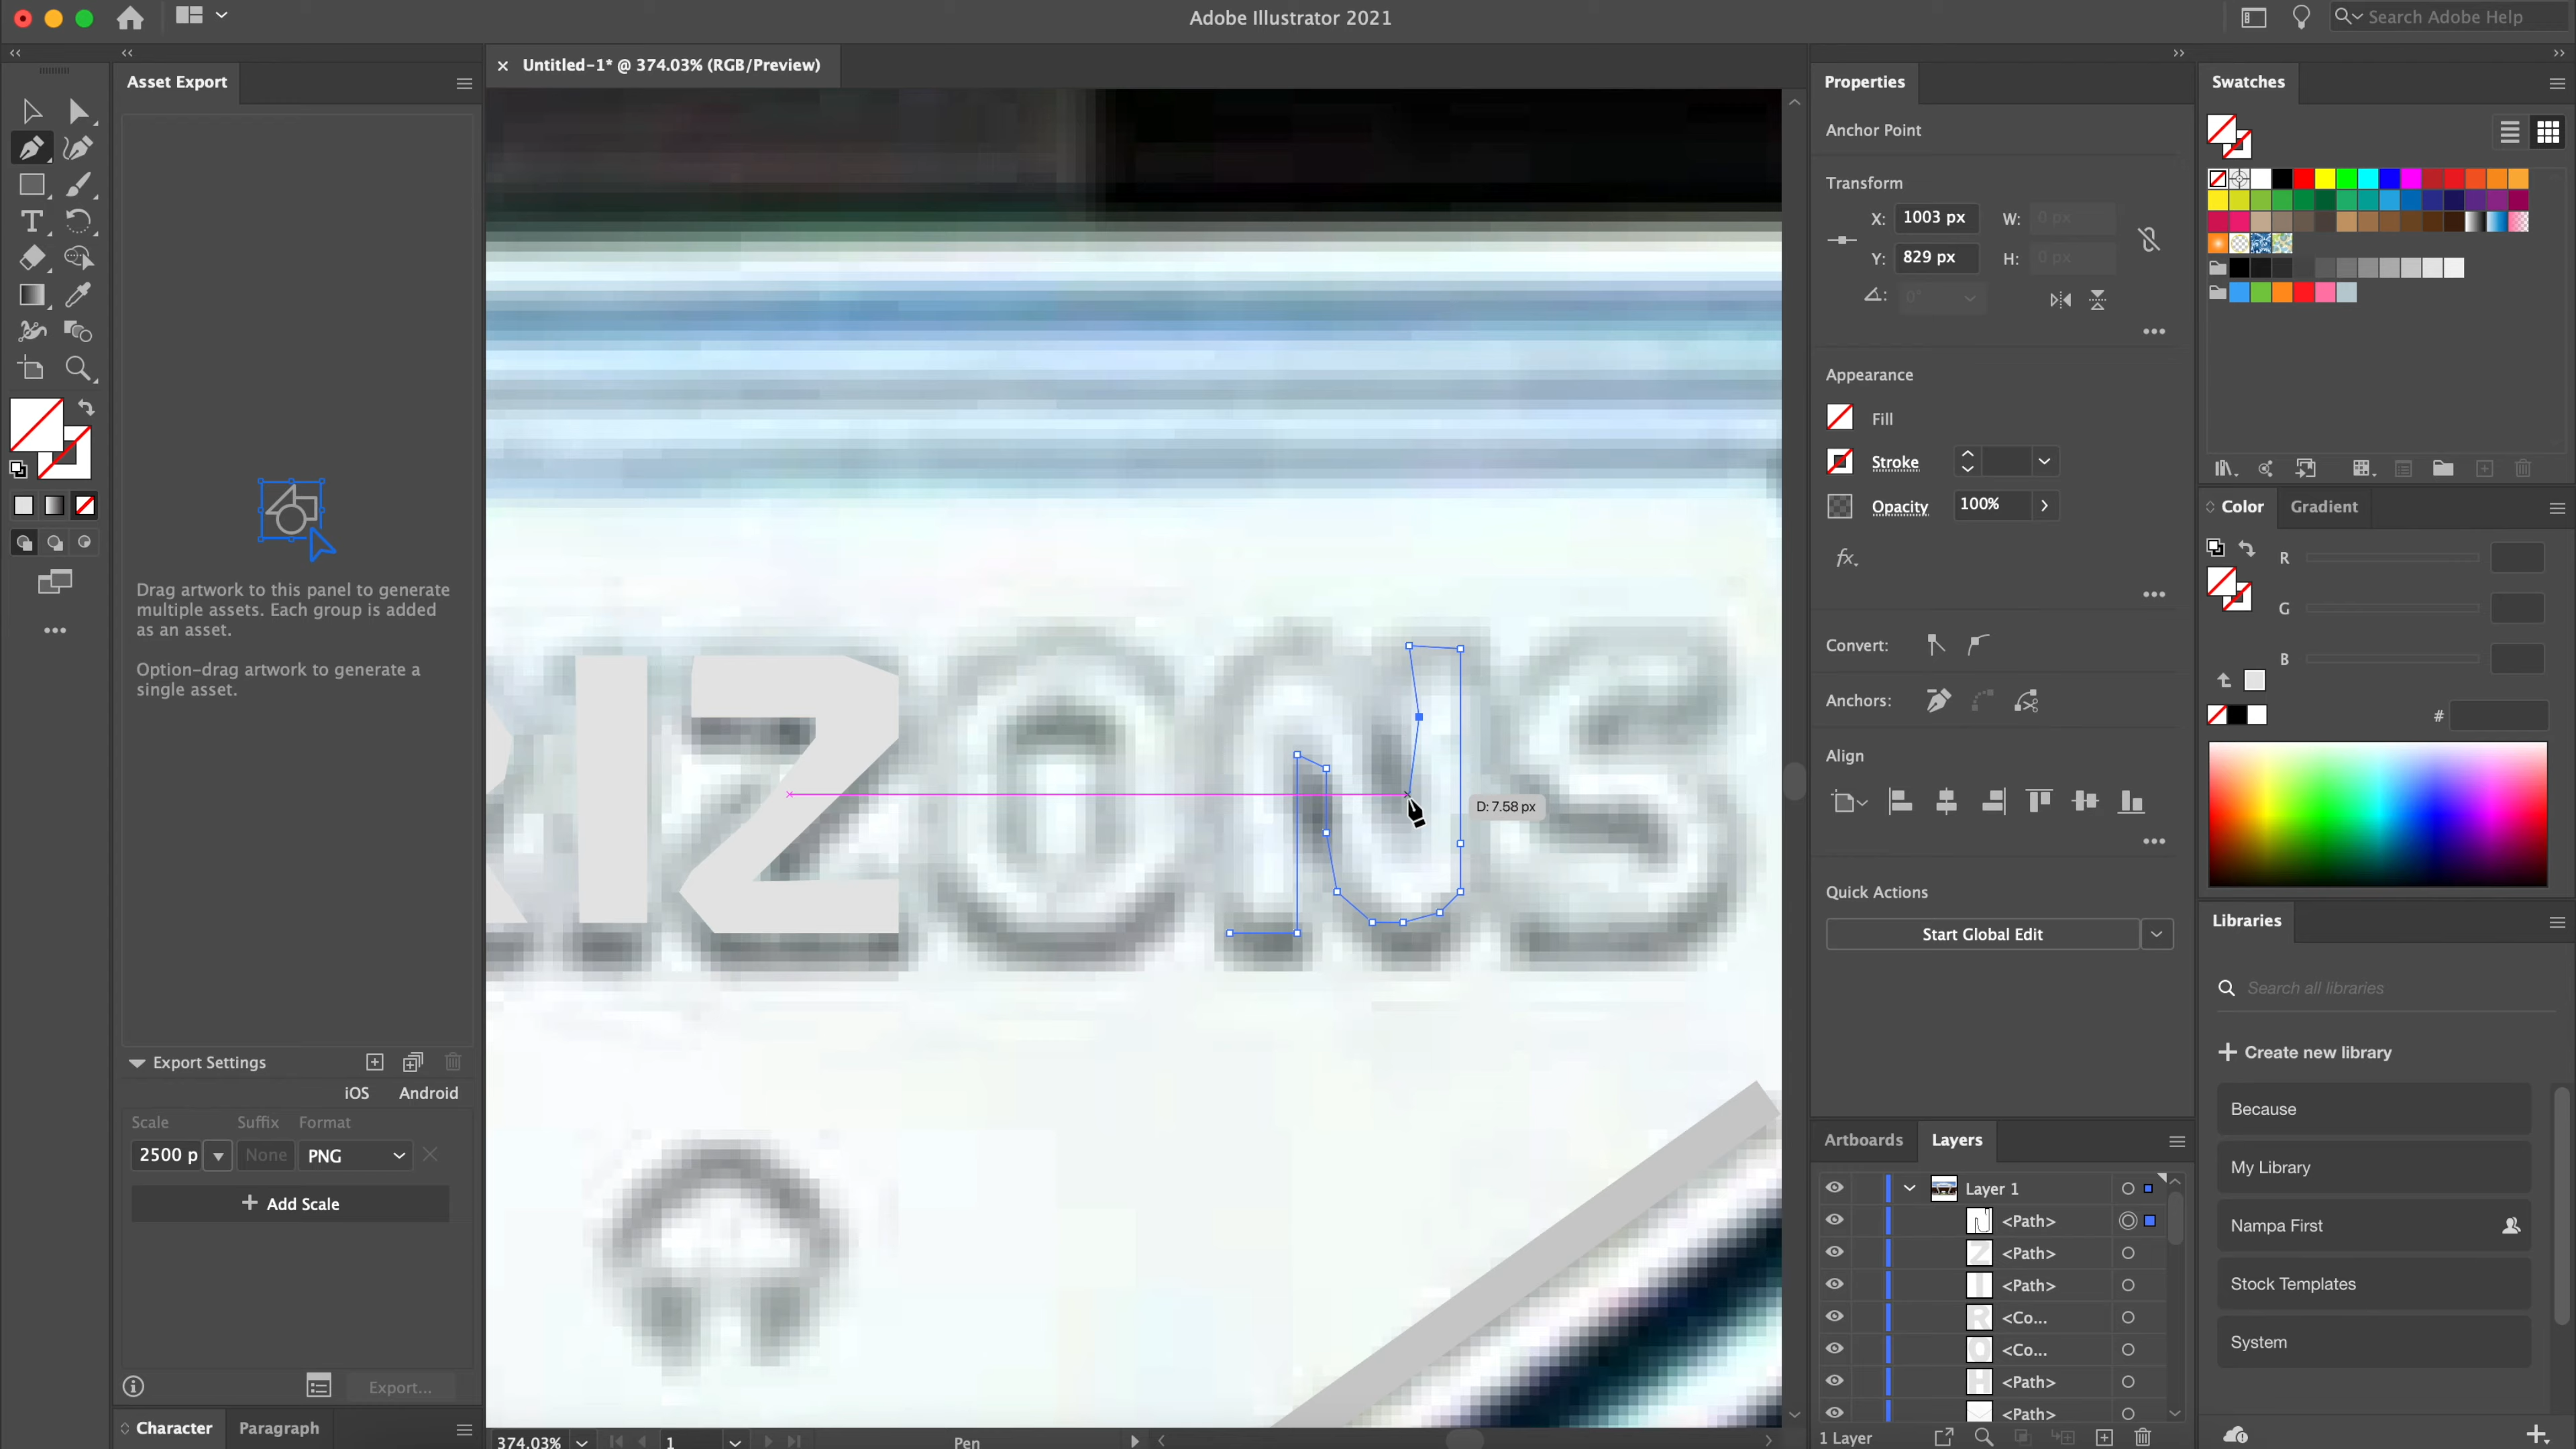 Adobe Illustrator 2021
Search Adobe Help
Asset Export
Untitled-1* @ 374.03% (RGB/Preview)
Properties
Swatches
Anchor Point
Transform
X: 1003 px W: 0 px
Y: 829 px H: 0 px
0°
Appearance
Fill
Stroke
Opacity 100%
fx
Convert:
Anchors:
Align
Quick Actions
Start Global Edit
Color Gradient
R
G
B
#
Libraries
Search all libraries
Create new library
Because
My Library
Nampa First
Stock Templates
System
Drag artwork to this panel to generate
multiple assets. Each group is added
as an asset.
Option-drag artwork to generate a
single asset.
RIZONS
D: 7.58 px
Export Settings
iOS Android
Scale Suffix Format
2500 p None PNG
Add Scale
Export...
Character Paragraph
Artboards Layers
Layer 1
<Path>
<Path>
<Path>
<Co...
<Co...
<Path>
<Path>
1 Layer
374.03% 1 Pen